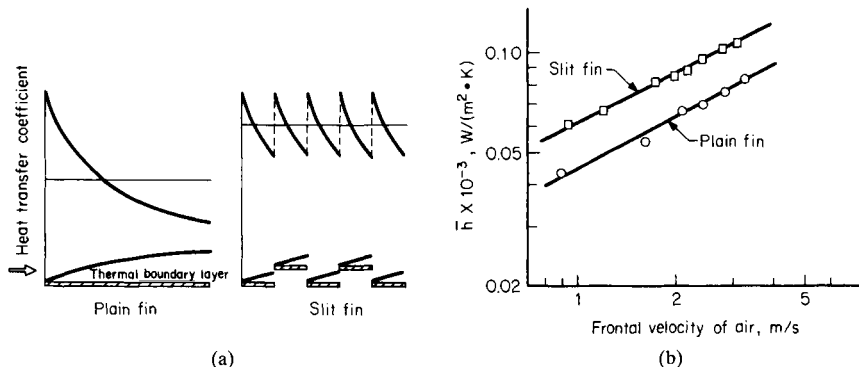 Heat transfer coefficient
Thermal boundary layer
Plain fin
Slit fin
(a)
h̄ X 10⁻³, W/(m²•K)
0.10
0.05
0.02
Slit fin
Plain fin
1
2
5
Frontal velocity of air, m/s
(b)